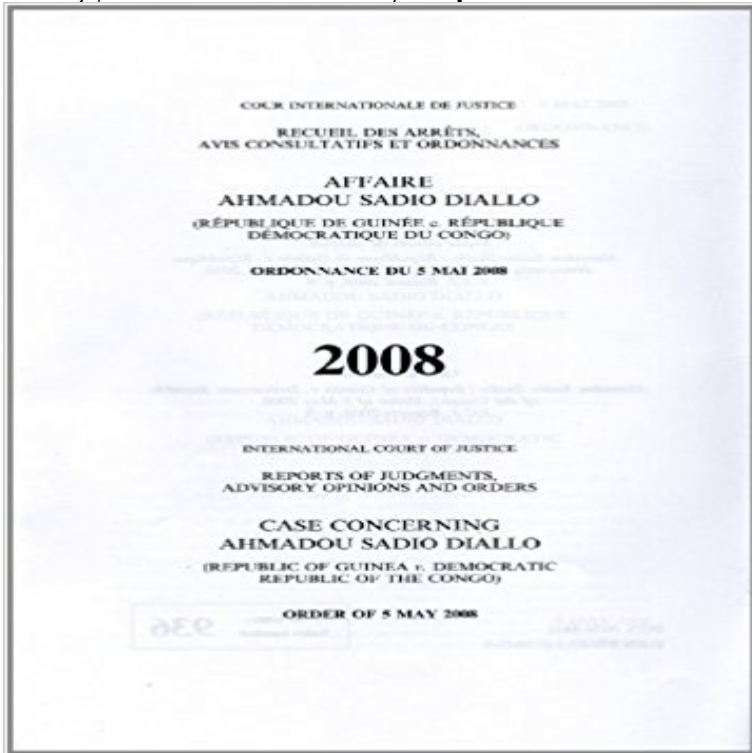 COUR INTERNATIONALE DE JUSTICE
RECUEIL DES ARRÊTS,
AVIS CONSULTATIFS ET ORDONNANCES
AFFAIRE
AHMADOU SADIO DIALLO
(RÉPUBLIQUE DE GUINÉE c. RÉPUBLIQUE
DÉMOCRATIQUE DU CONGO)
ORDONNANCE DU 5 MAI 2008
2008
INTERNATIONAL COURT OF JUSTICE
REPORTS OF JUDGMENTS,
ADVISORY OPINIONS AND ORDERS
CASE CONCERNING
AHMADOU SADIO DIALLO
(REPUBLIC OF GUINEA v. DEMOCRATIC
REPUBLIC OF THE CONGO)
ORDER OF 5 MAY 2008
936